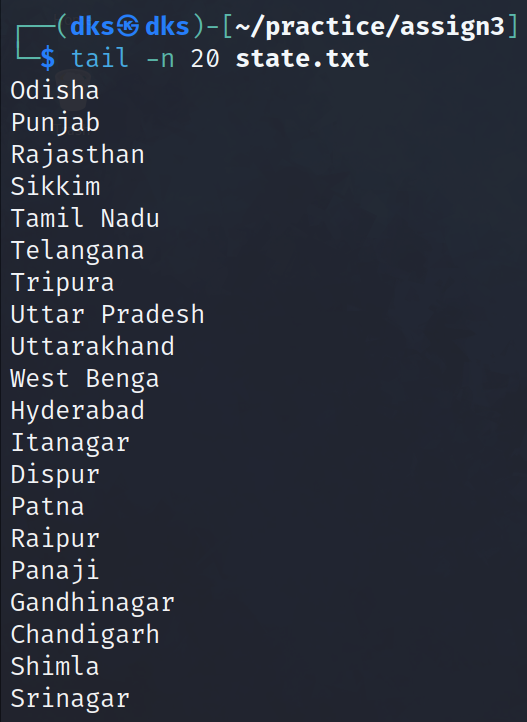 ┌──(dks㉿dks)-[~/practice/assign3]
└─$ tail -n 20 state.txt
Odisha
Punjab
Rajasthan
Sikkim
Tamil Nadu
Telangana
Tripura
Uttar Pradesh
Uttarakhand
West Benga
Hyderabad
Itanagar
Dispur
Patna
Raipur
Panaji
Gandhinagar
Chandigarh
Shimla
Srinagar